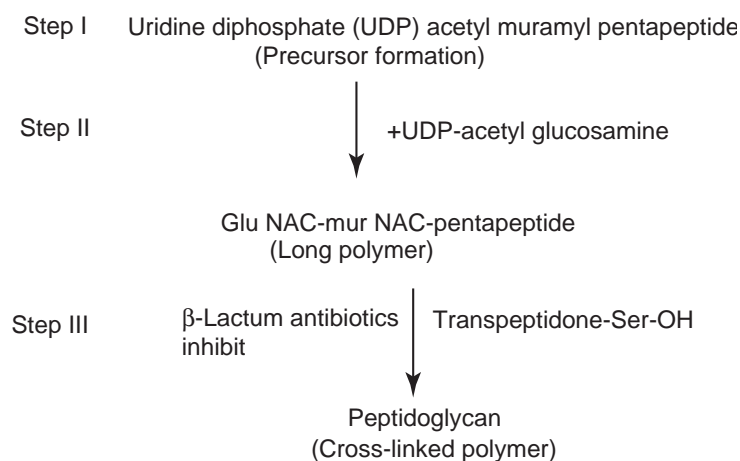 Step I Uridine diphosphate (UDP) acetyl muramyl pentapeptide
(Precursor formation)
Step II +UDP-acetyl glucosamine
Glu NAC-mur NAC-pentapeptide
(Long polymer)
Step III β-Lactum antibiotics inhibit Transpeptidone-Ser-OH
Peptidoglycan
(Cross-linked polymer)